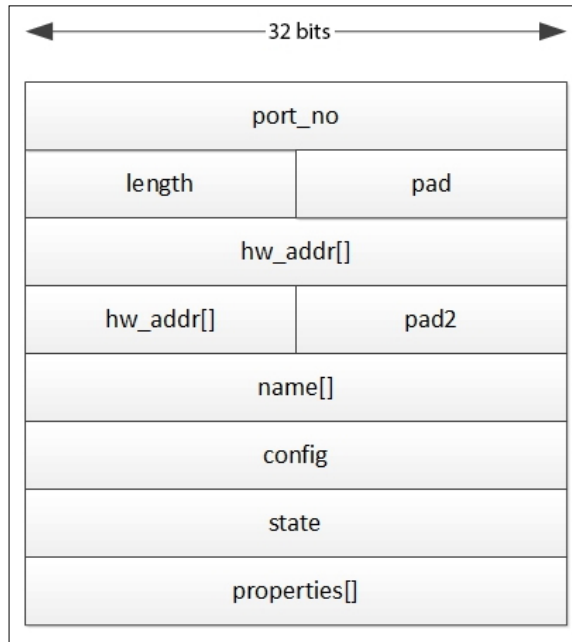 32 bits
port_no
length pad
hw_addr[]
hw_addr[] pad2
name[]
config
state
properties[]